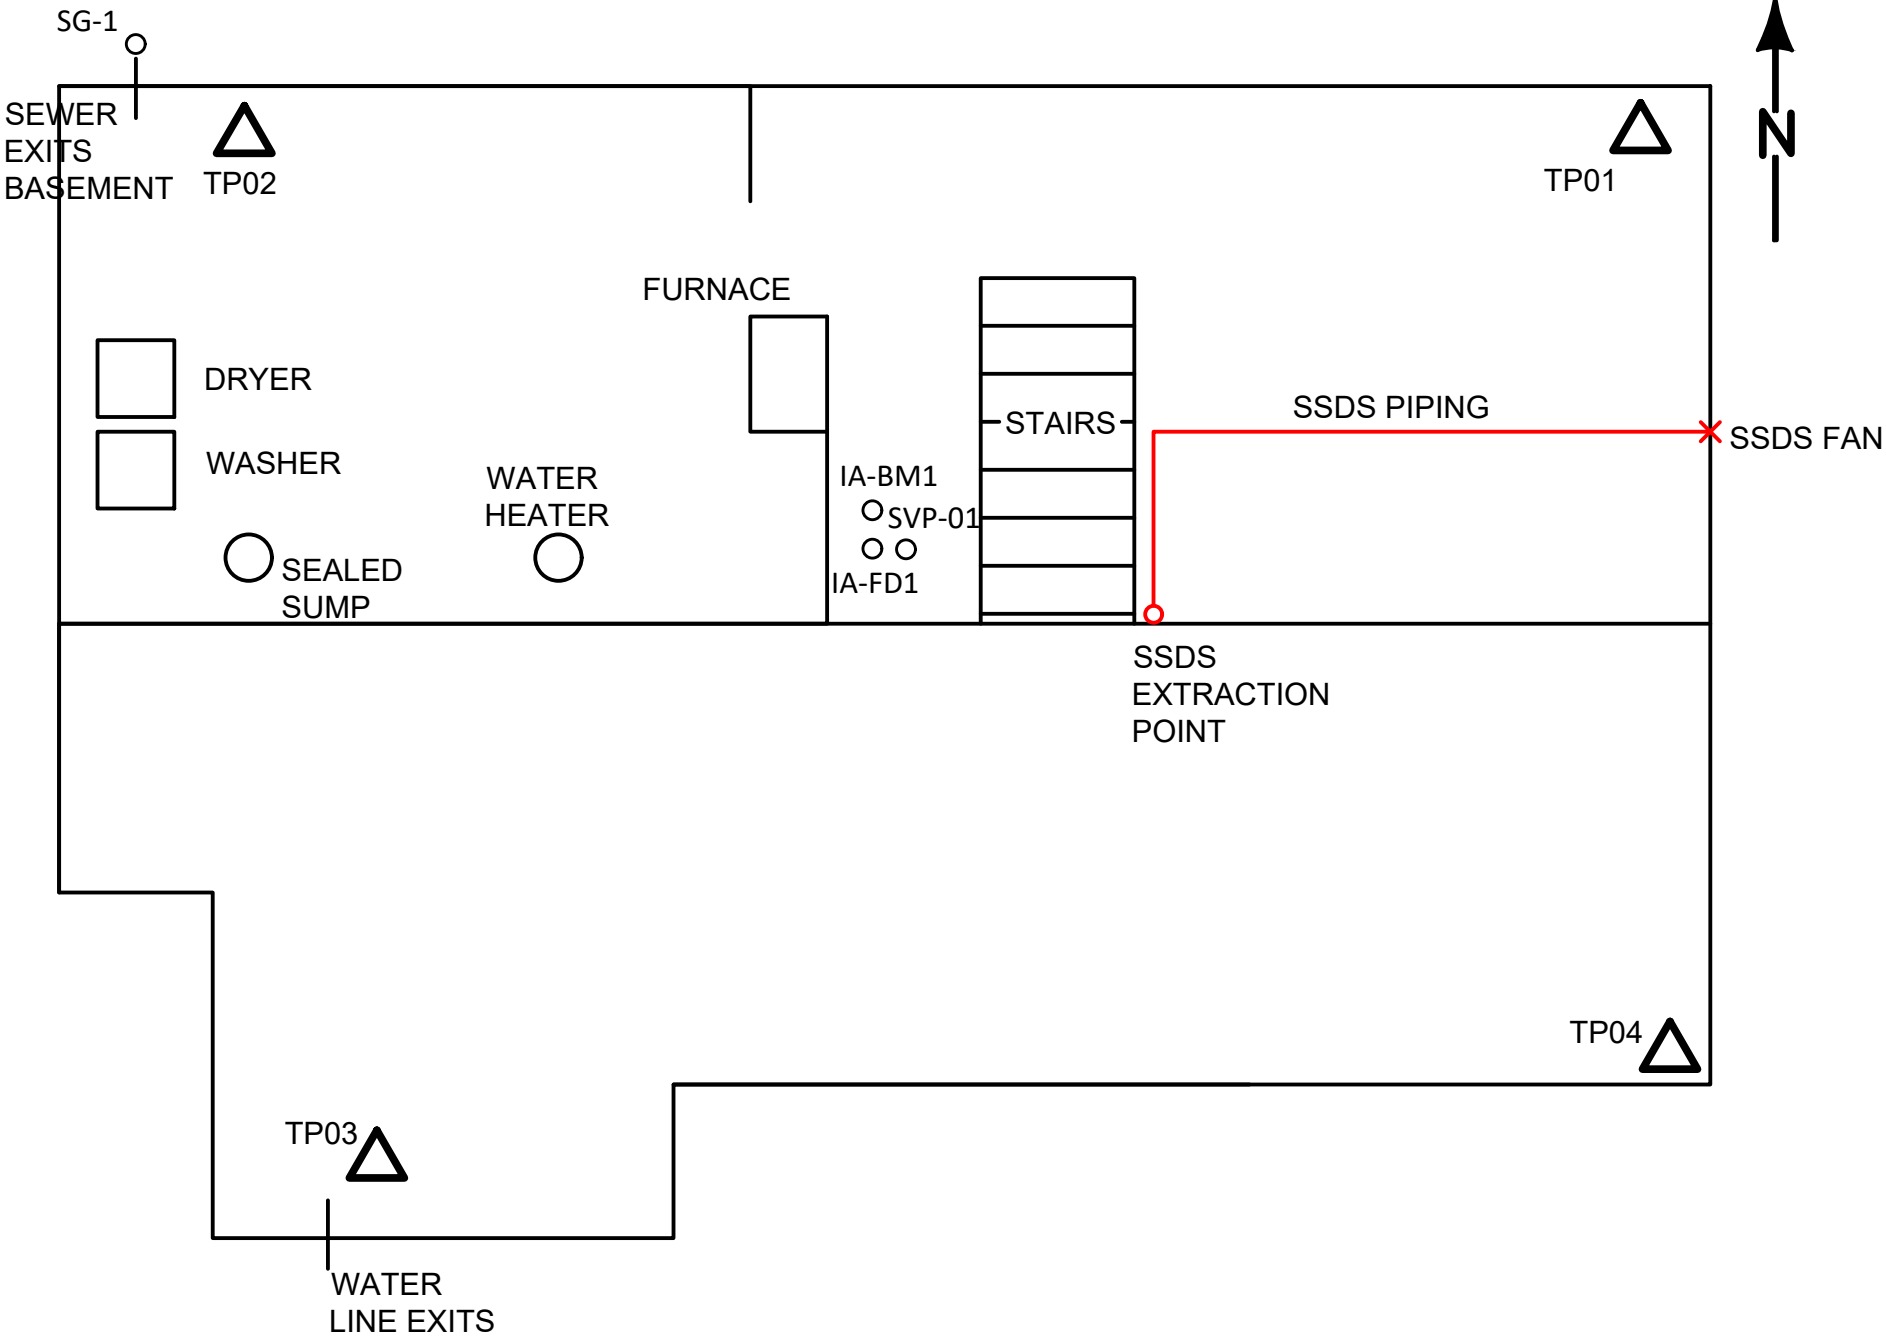 SG-1
SEWER
EXITS
BASEMENT
TP02
TP01
N
FURNACE
DRYER
STAIRS
SSDS PIPING
SSDS FAN
WASHER
WATER
HEATER
IA-BM1
SVP-01
IA-FD1
SEALED
SUMP
SSDS
EXTRACTION
POINT
TP04
TP03
WATER
LINE EXITS